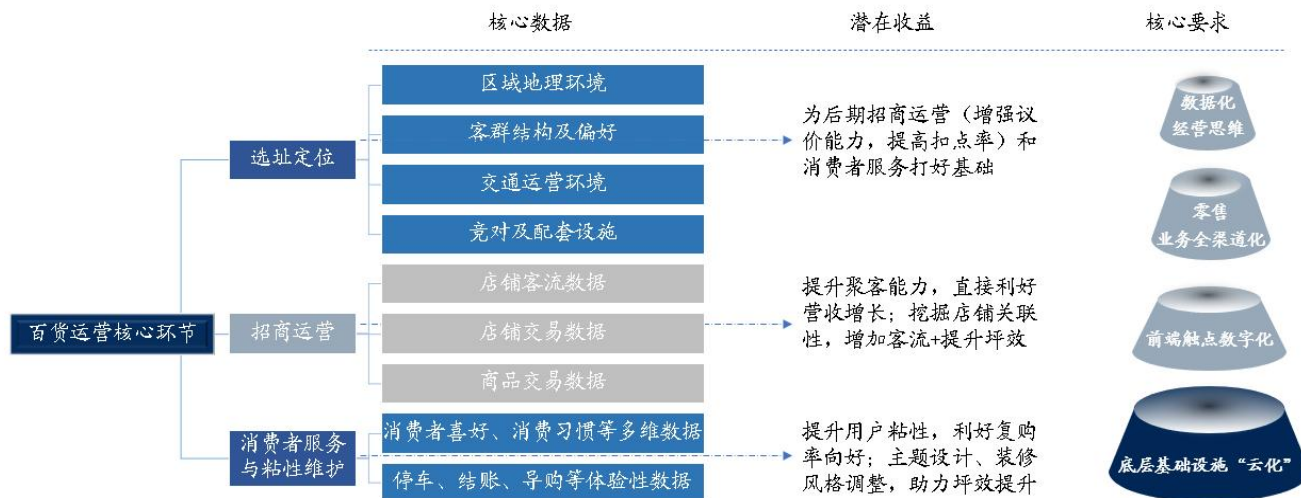 核心数据
潜在收益
核心要求
百货运营核心环节
选址定位
区域地理环境
客群结构及偏好
交通运营环境
竞对及配套设施
为后期招商运营（增强议
价能力，提高扣点率）和
消费者服务打好基础
招商运营
店铺客流数据
店铺交易数据
商品交易数据
提升聚客能力，直接利好
营收增长；挖掘店铺关联
性，增加客流+提升坪效
消费者服务
与粘性维护
消费者喜好、消费习惯等多维数据
停车、结账、导购等体验性数据
提升用户粘性，利好复购
率向好；主题设计、装修
风格调整，助力坪效提升
数据化
经营思维
零售
业务全渠道化
前端触点数字化
底层基础设施“云化”